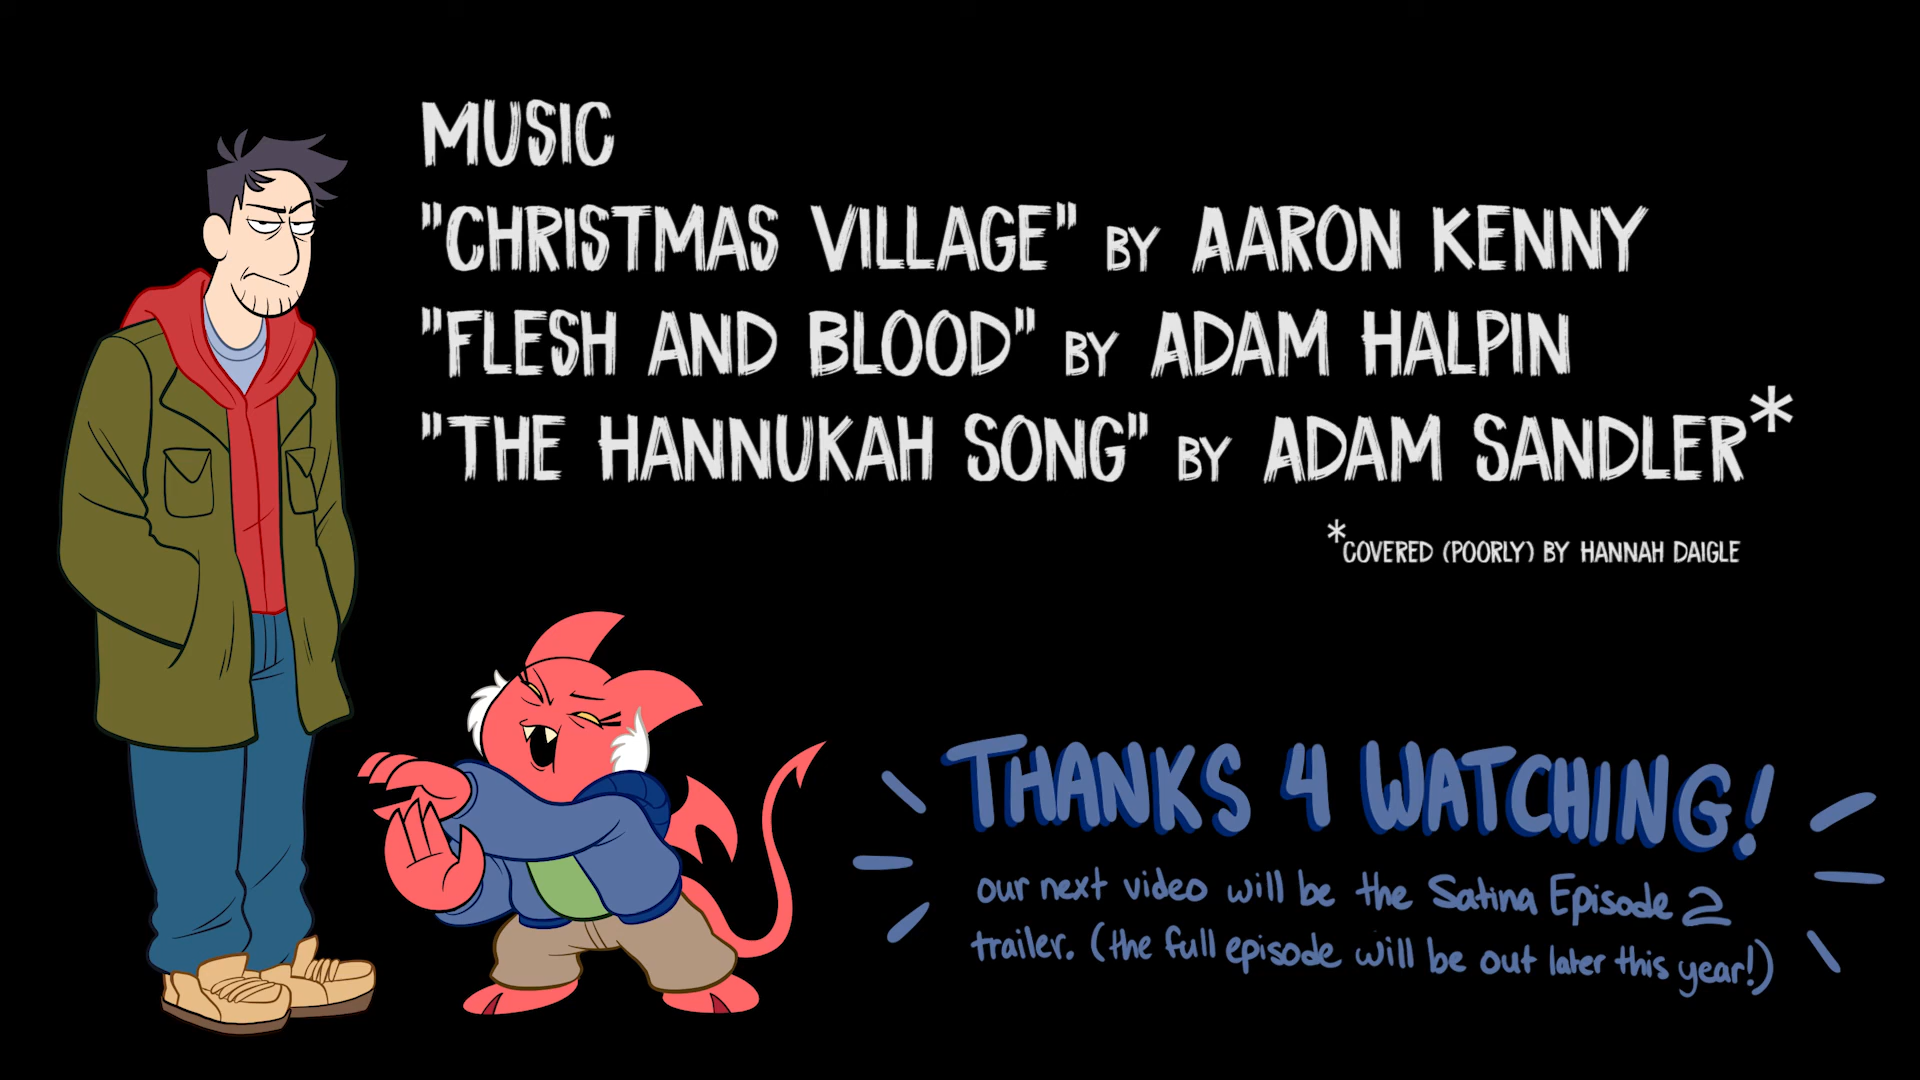 MUSIC
"CHRISTMAS VILLAGE" BY AARON KENNY
"FLESH AND BLOOD" BY ADAM HALPIN
"THE HANNUKAH SONG" BY ADAM SANDLER*
*COVERED (POORLY) BY HANNAH DAIGLE
THANKS 4 WATCHING!
our next video will be the Satina Episode 2
trailer. (the full episode will be out later this year!)